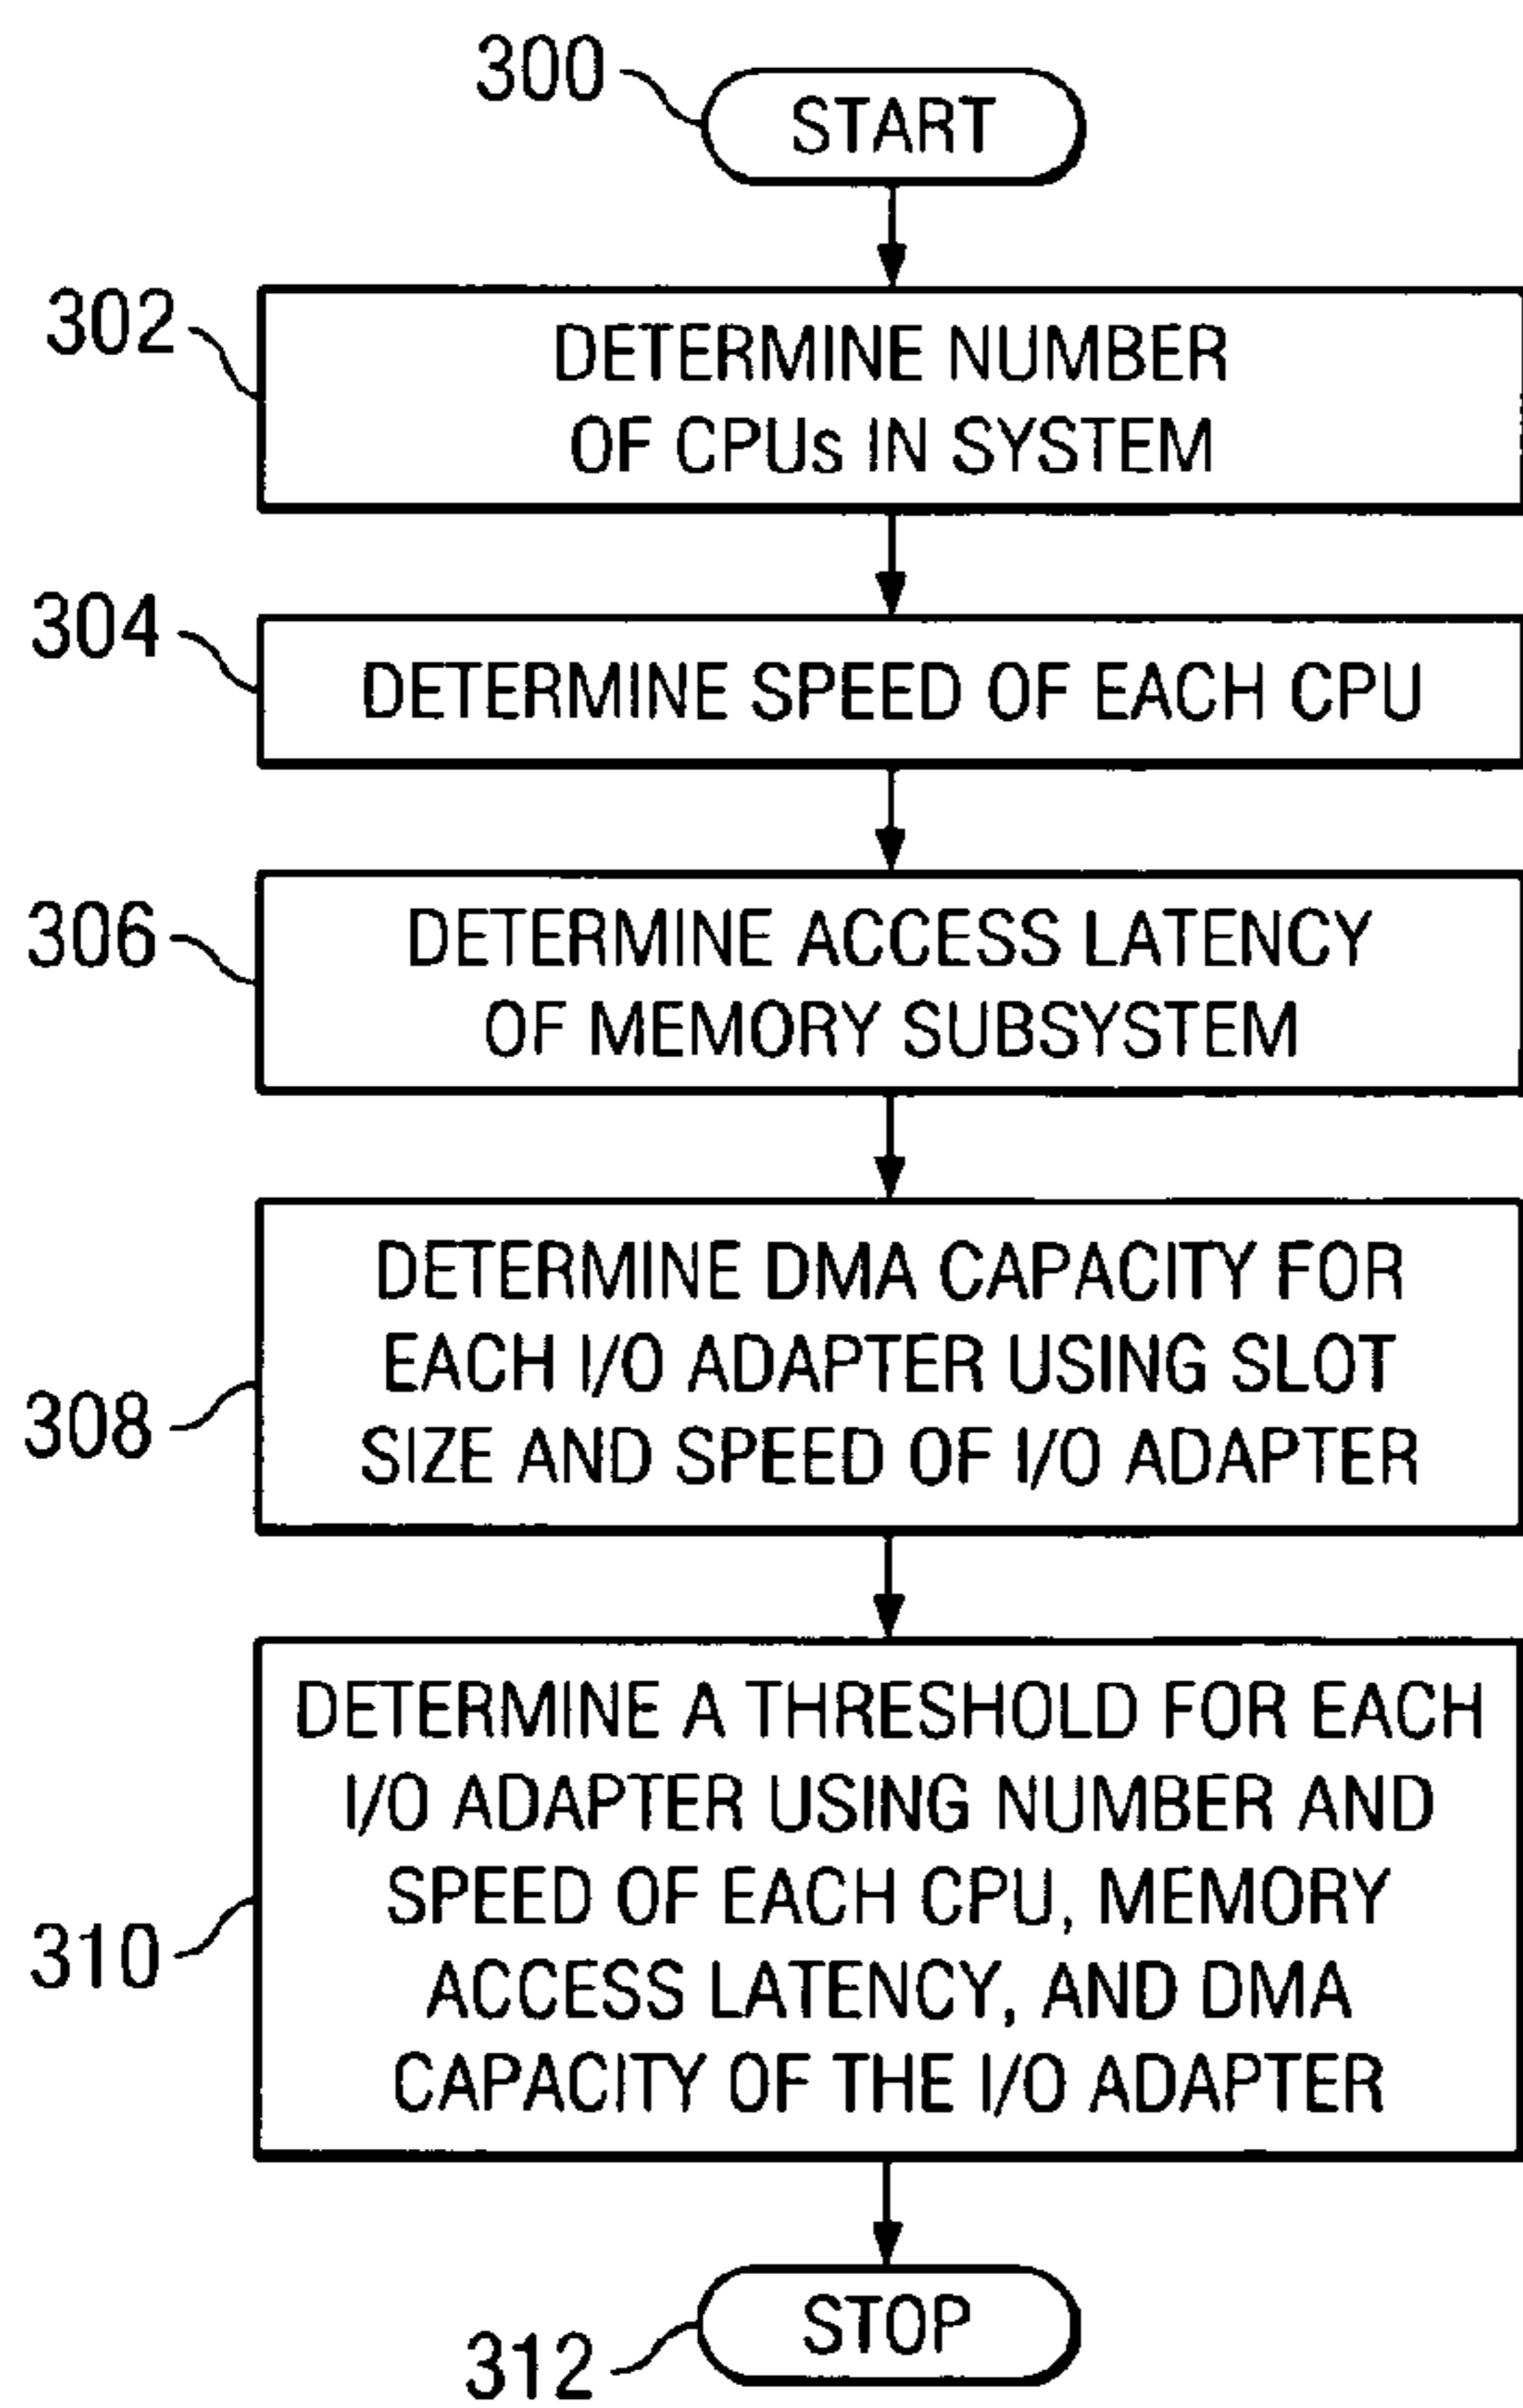 300
START
302
DETERMINE NUMBER
OF CPUs IN SYSTEM
304
DETERMINE SPEED OF EACH CPU
306
DETERMINE ACCESS LATENCY
OF MEMORY SUBSYSTEM
308
DETERMINE DMA CAPACITY FOR
EACH I/O ADAPTER USING SLOT
SIZE AND SPEED OF I/O ADAPTER
310
DETERMINE A THRESHOLD FOR EACH
I/O ADAPTER USING NUMBER AND
SPEED OF EACH CPU, MEMORY
ACCESS LATENCY, AND DMA
CAPACITY OF THE I/O ADAPTER
312
STOP